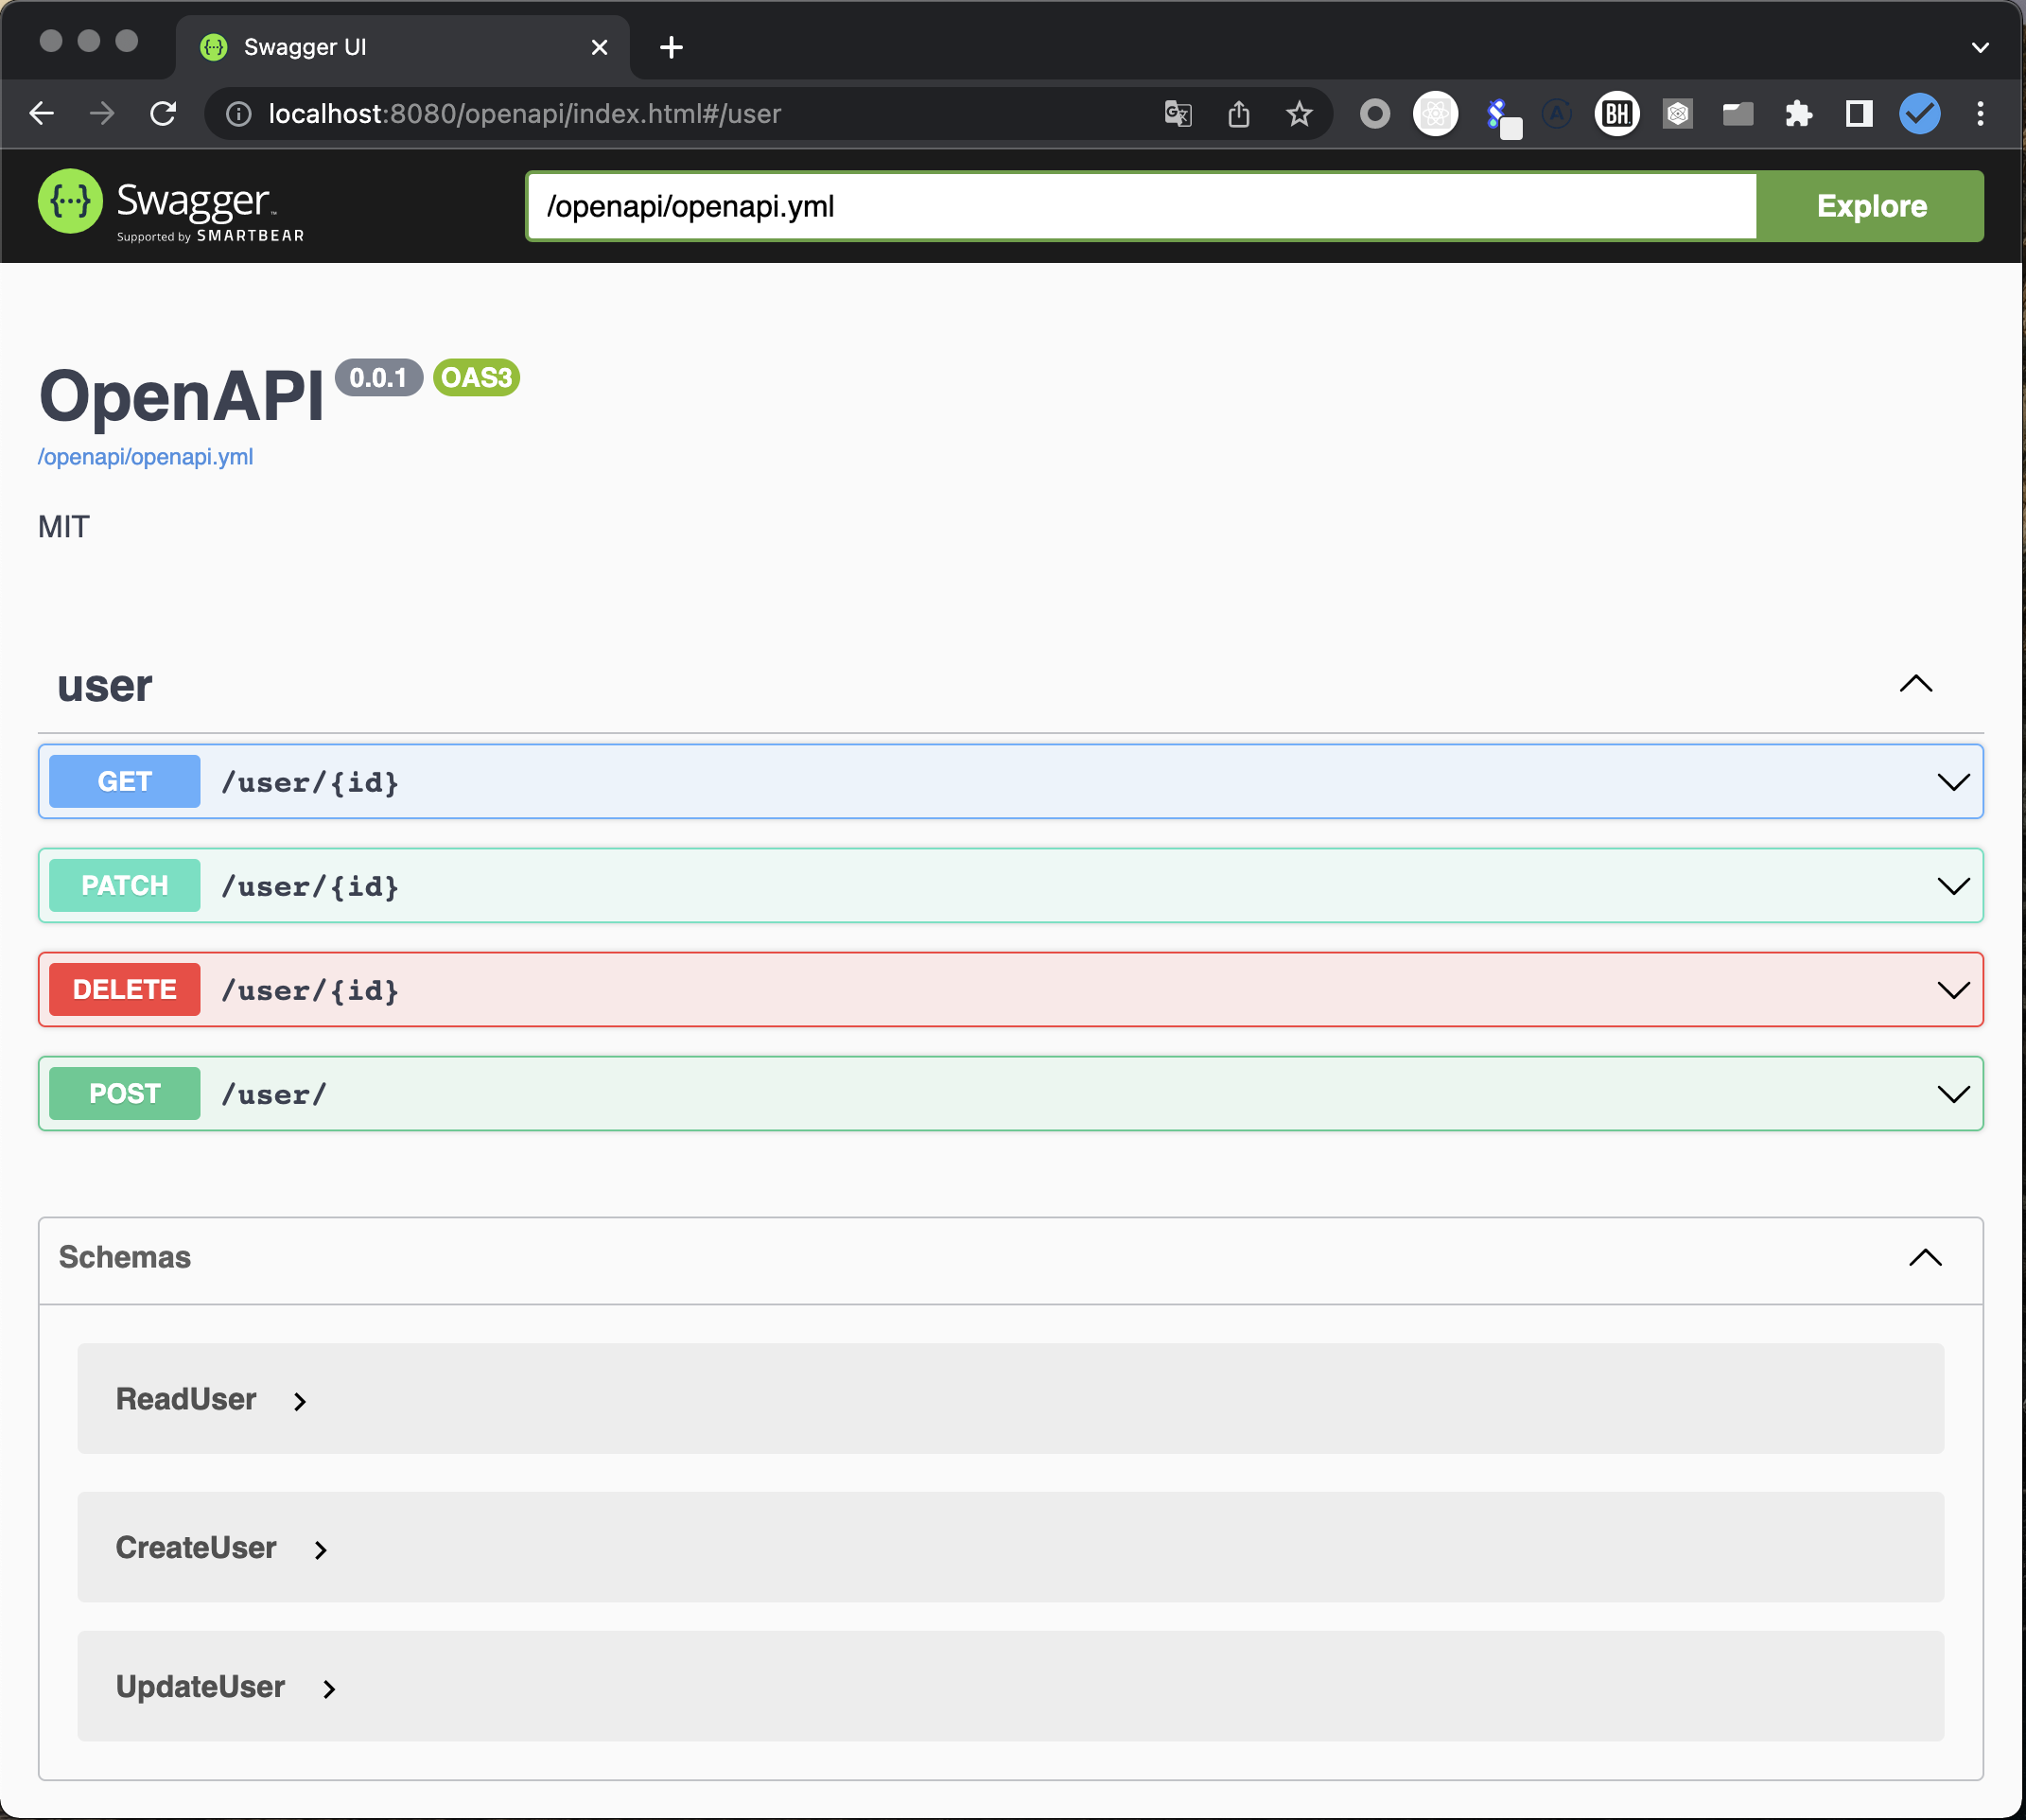 Swagger UI
localhost:8080/openapi/index.html#/user
BH.
Swagger™
Supported by SMARTBEAR
/openapi/openapi.yml
Explore
OpenAPI 0.0.1 OAS3
/openapi/openapi.yml
MIT
user
GET /user/{id}
PATCH /user/{id}
DELETE /user/{id}
POST /user/
Schemas
ReadUser
CreateUser
UpdateUser